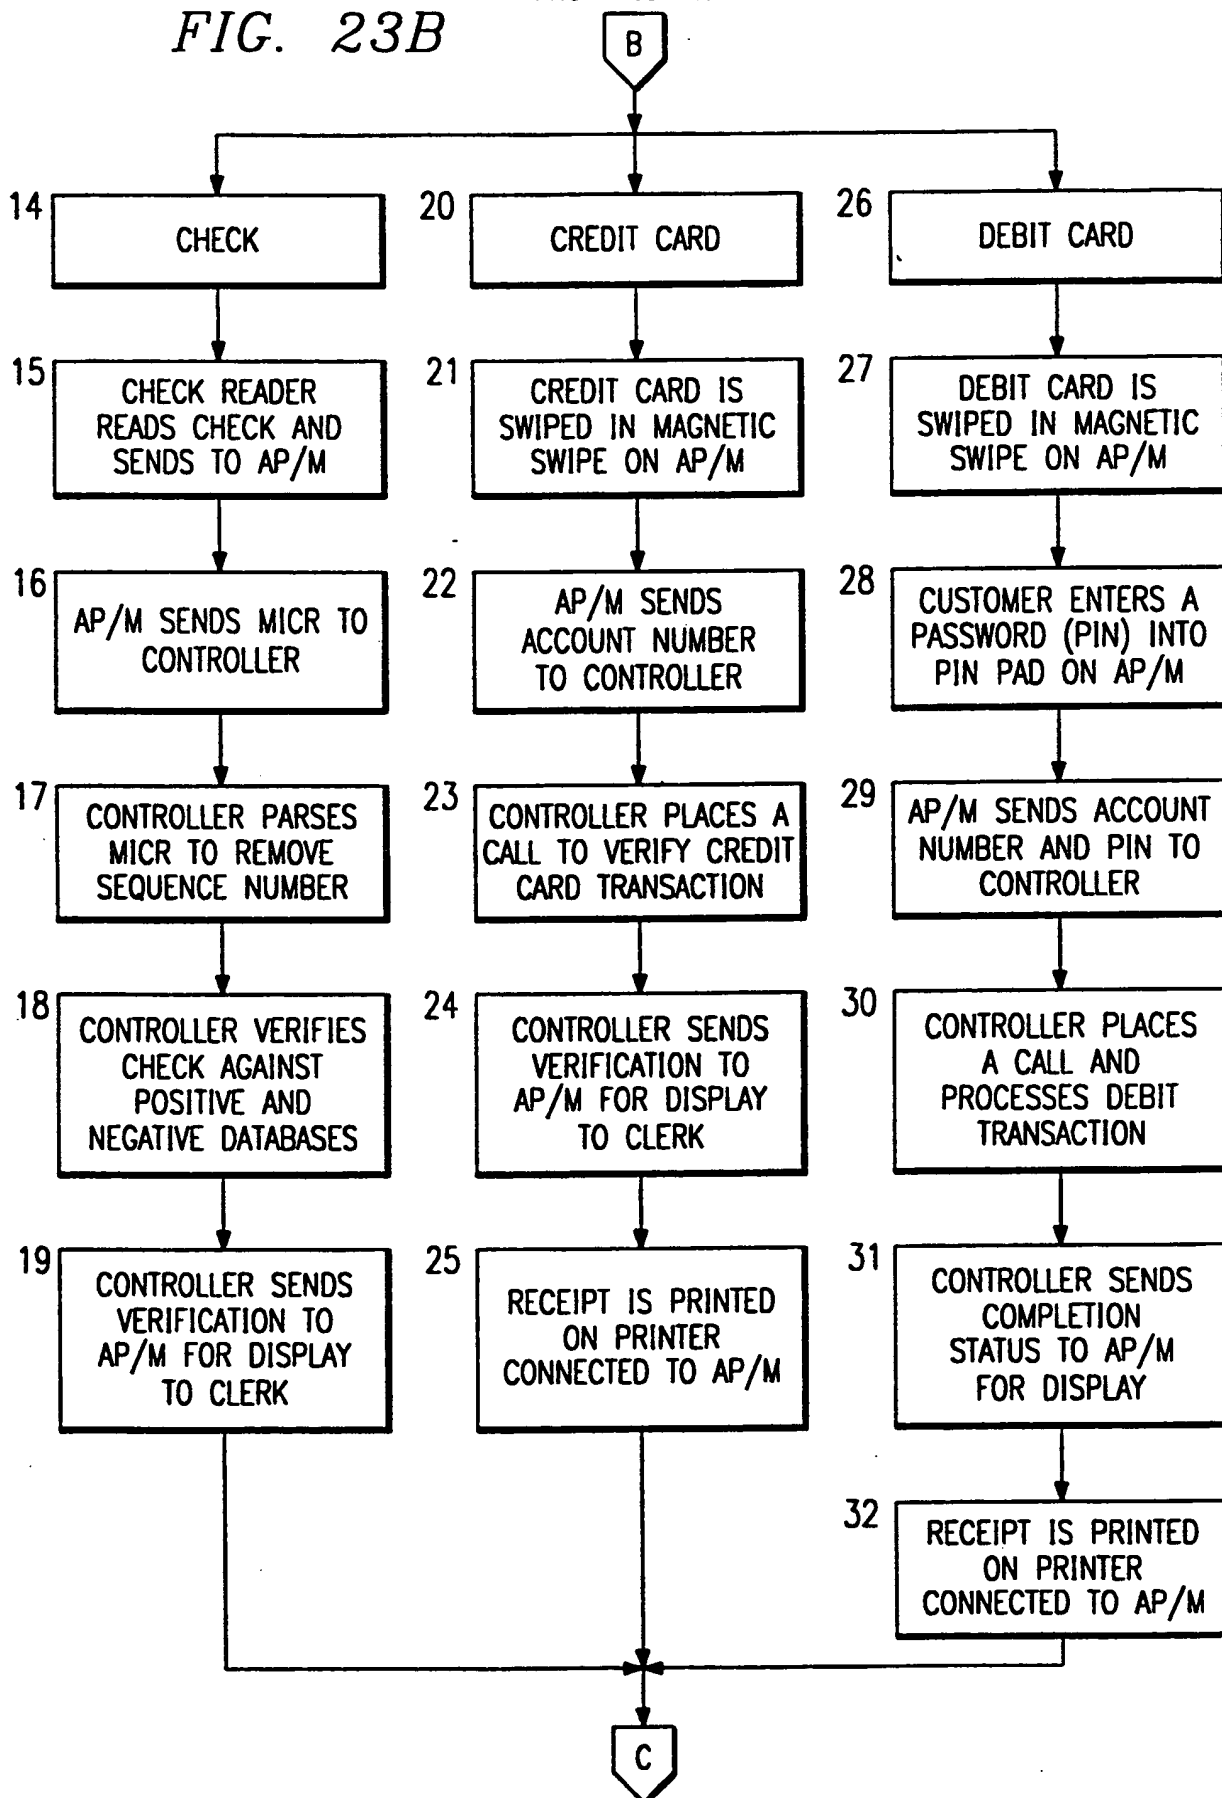 FIG. 23B
B
14
CHECK
15
CHECK READER
READS CHECK AND
SENDS TO AP/M
16
AP/M SENDS MICR TO
CONTROLLER
17
CONTROLLER PARSES
MICR TO REMOVE
SEQUENCE NUMBER
18
CONTROLLER VERIFIES
CHECK AGAINST
POSITIVE AND
NEGATIVE DATABASES
19
CONTROLLER SENDS
VERIFICATION TO
AP/M FOR DISPLAY
TO CLERK
20
CREDIT CARD
21
CREDIT CARD IS
SWIPED IN MAGNETIC
SWIPE ON AP/M
22
AP/M SENDS
ACCOUNT NUMBER
TO CONTROLLER
23
CONTROLLER PLACES A
CALL TO VERIFY CREDIT
CARD TRANSACTION
24
CONTROLLER SENDS
VERIFICATION TO
AP/M FOR DISPLAY
TO CLERK
25
RECEIPT IS PRINTED
ON PRINTER
CONNECTED TO AP/M
26
DEBIT CARD
27
DEBIT CARD IS
SWIPED IN MAGNETIC
SWIPE ON AP/M
28
CUSTOMER ENTERS A
PASSWORD (PIN) INTO
PIN PAD ON AP/M
29
AP/M SENDS ACCOUNT
NUMBER AND PIN TO
CONTROLLER
30
CONTROLLER PLACES
A CALL AND
PROCESSES DEBIT
TRANSACTION
31
CONTROLLER SENDS
COMPLETION
STATUS TO AP/M
FOR DISPLAY
32
RECEIPT IS PRINTED
ON PRINTER
CONNECTED TO AP/M
C